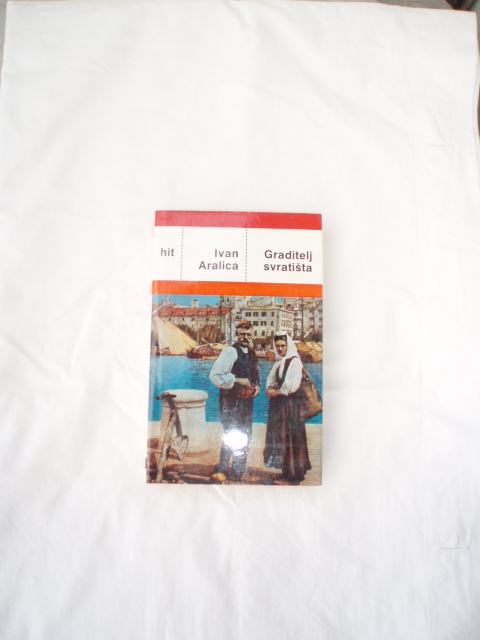 hit
Ivan
Aralica
Graditelj
svratišta